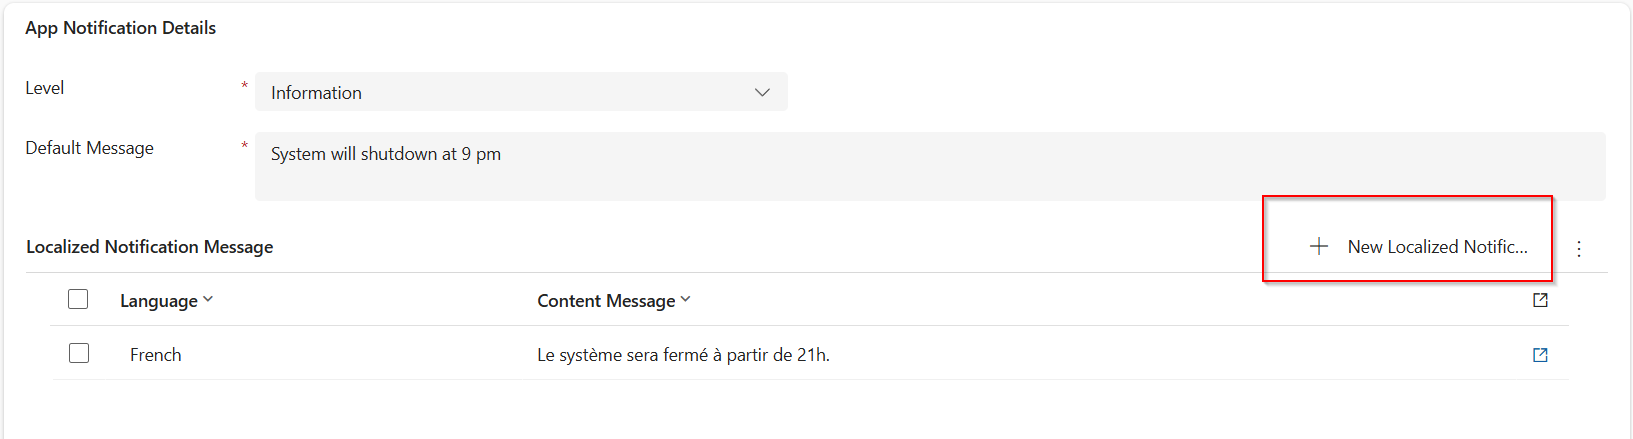 App Notification Details
Level * Information
Default Message * System will shutdown at 9 pm
Localized Notification Message New Localized Notific...
Language Content Message
French Le système sera fermé à partir de 21h.